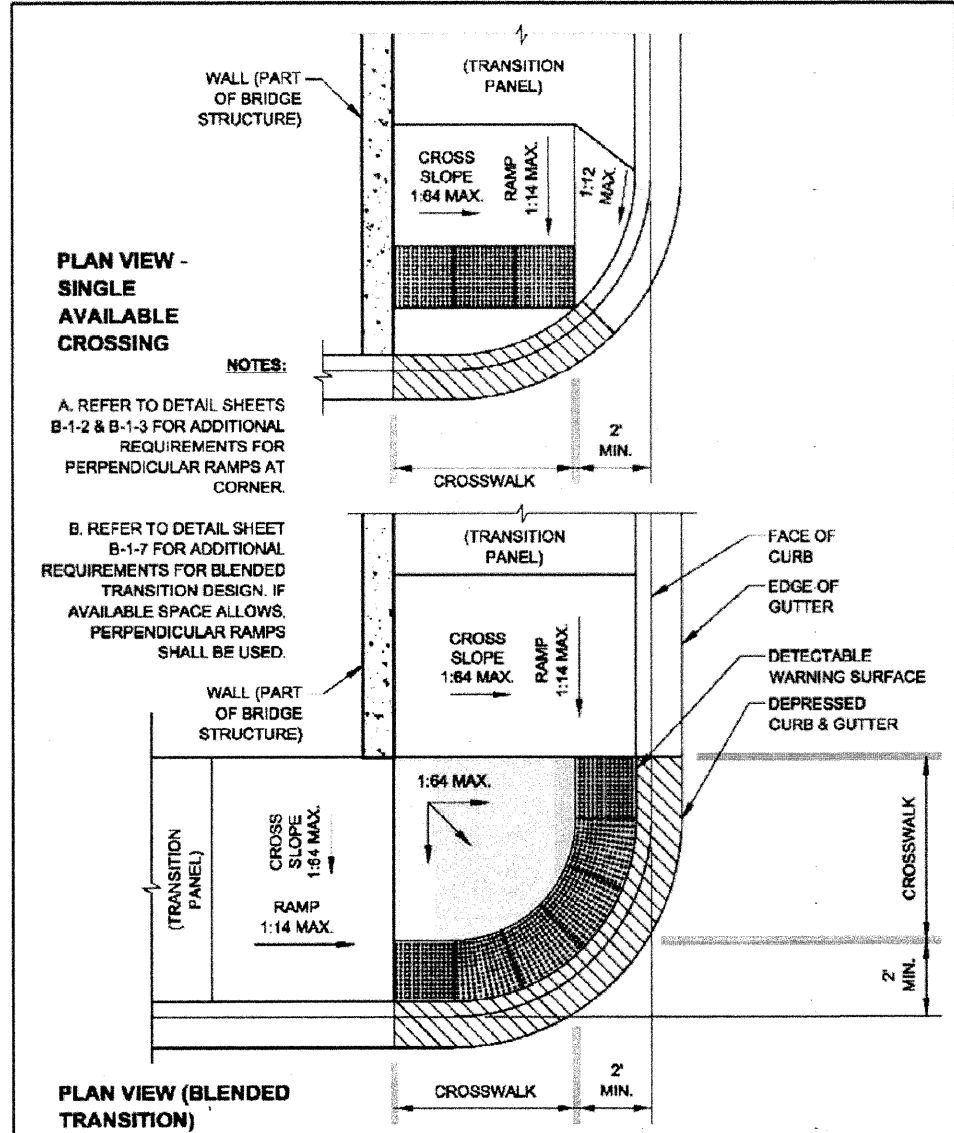 (TRANSITION
PANEL)
WALL (PART
OF BRIDGE
STRUCTURE)
CROSS
SLOPE
1:64 MAX.
RAMP
1:14 MAX.
1:12
MAX.
PLAN VIEW -
SINGLE
AVAILABLE
CROSSING
NOTES:
A. REFER TO DETAIL SHEETS
B-1-2 & B-1-3 FOR ADDITIONAL
REQUIREMENTS FOR
PERPENDICULAR RAMPS AT
CORNER.
2'
MIN.
CROSSWALK
B. REFER TO DETAIL SHEET
B-1-7 FOR ADDITIONAL
REQUIREMENTS FOR BLENDED
TRANSITION DESIGN. IF
AVAILABLE SPACE ALLOWS,
PERPENDICULAR RAMPS
SHALL BE USED.
(TRANSITION
PANEL)
FACE OF
CURB
EDGE OF
GUTTER
CROSS
SLOPE
1:64 MAX.
RAMP
1:14 MAX.
DETECTABLE
WARNING SURFACE
DEPRESSED
CURB & GUTTER
WALL (PART
OF BRIDGE
STRUCTURE)
1:64 MAX.
(TRANSITION
PANEL)
CROSS
SLOPE
1:64 MAX.
RAMP
1:14 MAX.
CROSSWALK
2'
MIN.
CROSSWALK
2'
MIN.
PLAN VIEW (BLENDED
TRANSITION)